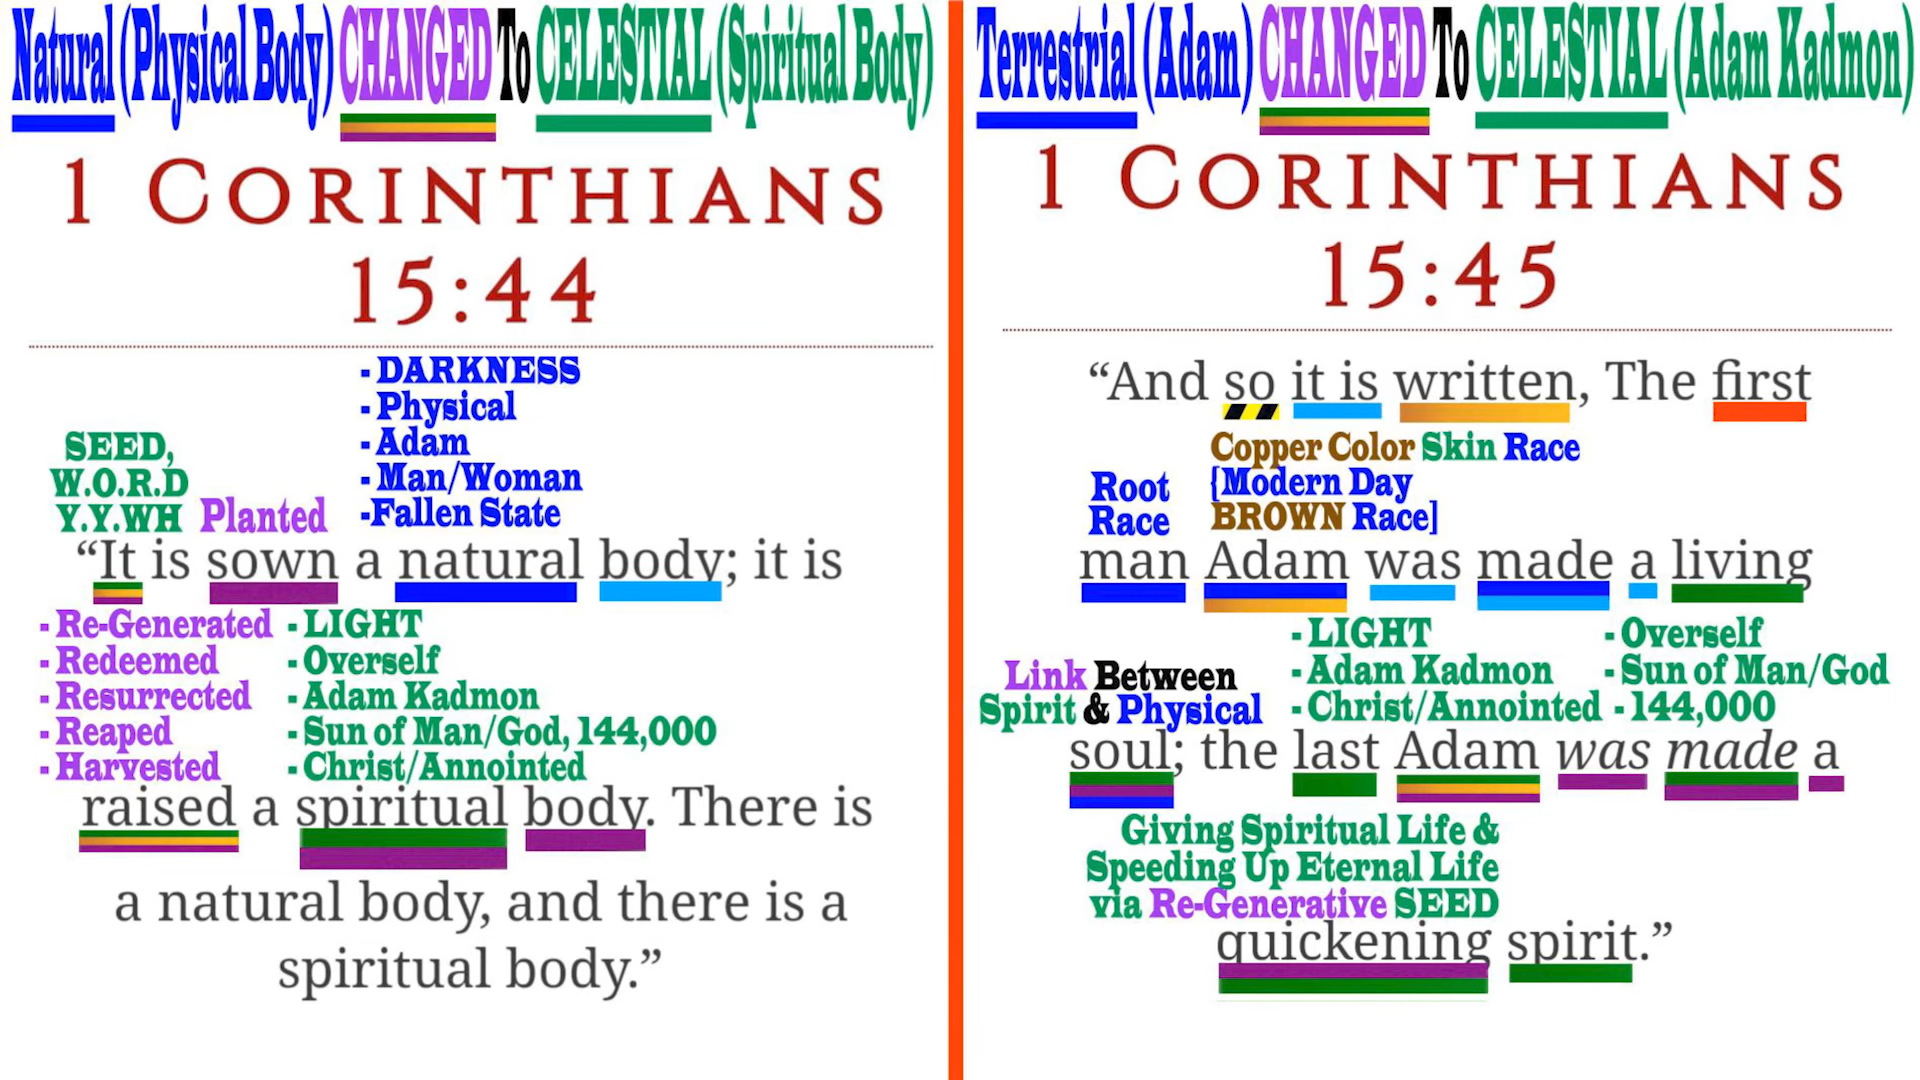 Natural (Physical Body) CHANGED To CELESTIAL (Spiritual Body)
1 CORINTHIANS
15:44
- DARKNESS
- Physical
- Adam
- Man/Woman
-Fallen State
SEED,
W.O.R.D
Y.Y.WH Planted
“It is sown a natural body; it is
- Re-Generated - LIGHT
- Redeemed - Overself
- Resurrected - Adam Kadmon
- Reaped - Sun of Man/God, 144,000
- Harvested - Christ/Annointed
raised a spiritual body. There is
a natural body, and there is a
spiritual body.”
Terrestrial (Adam) CHANGED To CELESTIAL (Adam Kadmon)
1 CORINTHIANS
15:45
“And so it is written, The first
Copper Color Skin Race
Root {Modern Day
Race BROWN Race]
man Adam was made a living
- LIGHT - Overself
Link Between - Adam Kadmon - Sun of Man/God
Spirit & Physical - Christ/Annointed - 144,000
soul; the last Adam was made a
Giving Spiritual Life &
Speeding Up Eternal Life
via Re-Generative SEED
quickening spirit.”